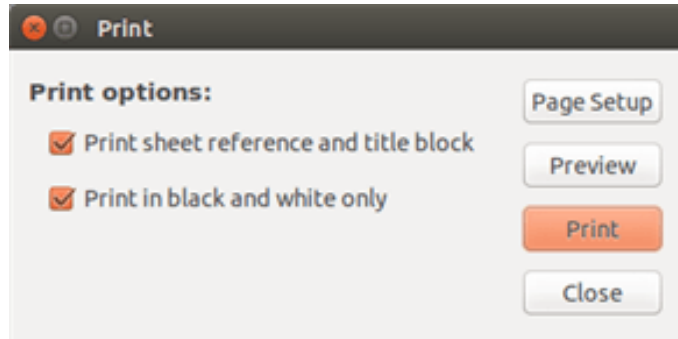 Print
Print options:
Print sheet reference and title block
Print in black and white only
Page Setup
Preview
Print
Close